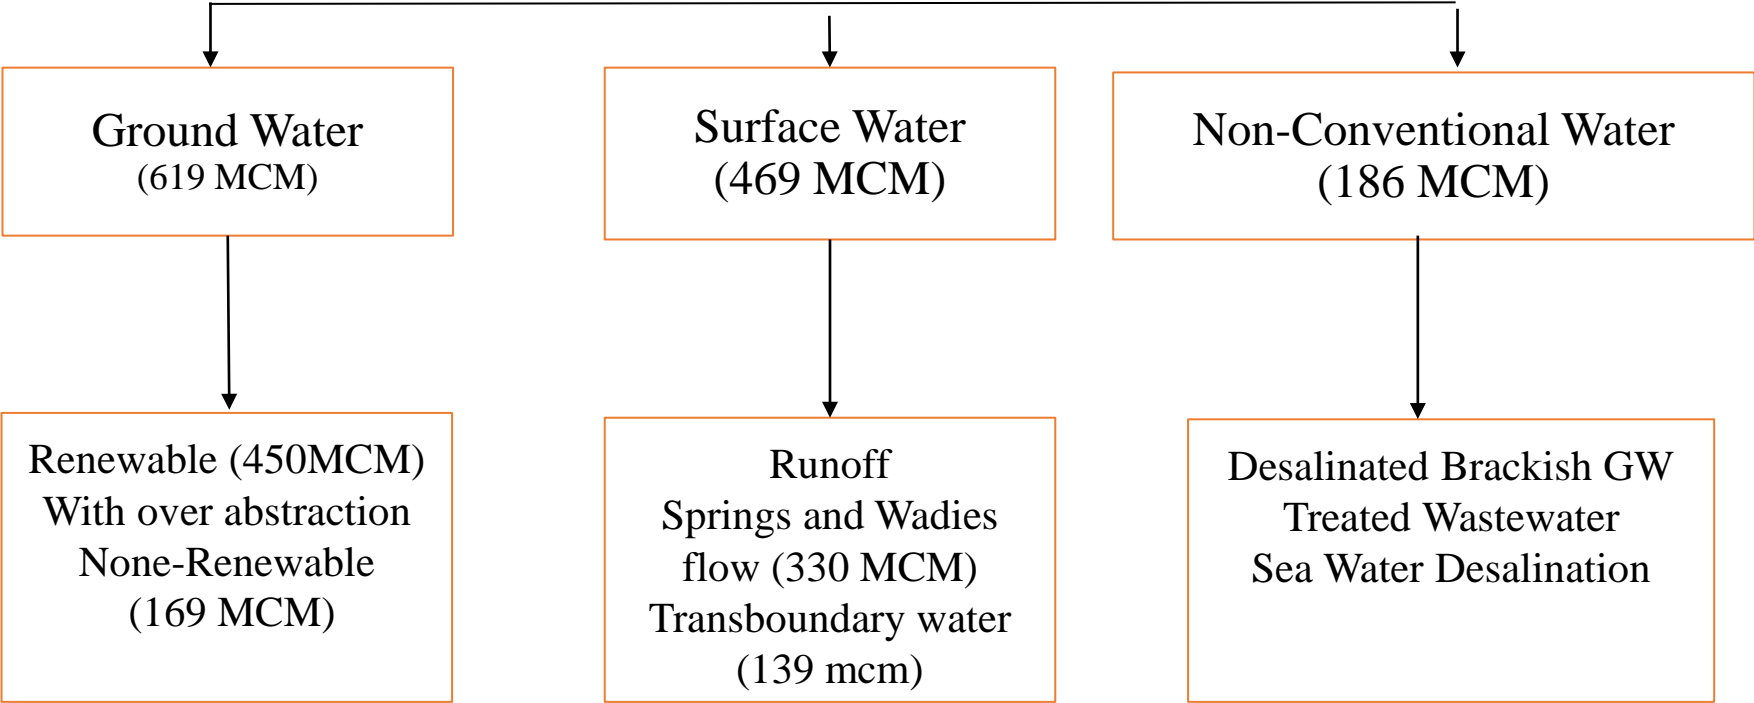 Ground Water
(619 MCM)
Surface Water
(469 MCM)
Non-Conventional Water
(186 MCM)
Renewable (450MCM)
With over abstraction
None-Renewable
(169 MCM)
Runoff
Springs and Wadies
flow (330 MCM)
Transboundary water
(139 mcm)
Desalinated Brackish GW
Treated Wastewater
Sea Water Desalination